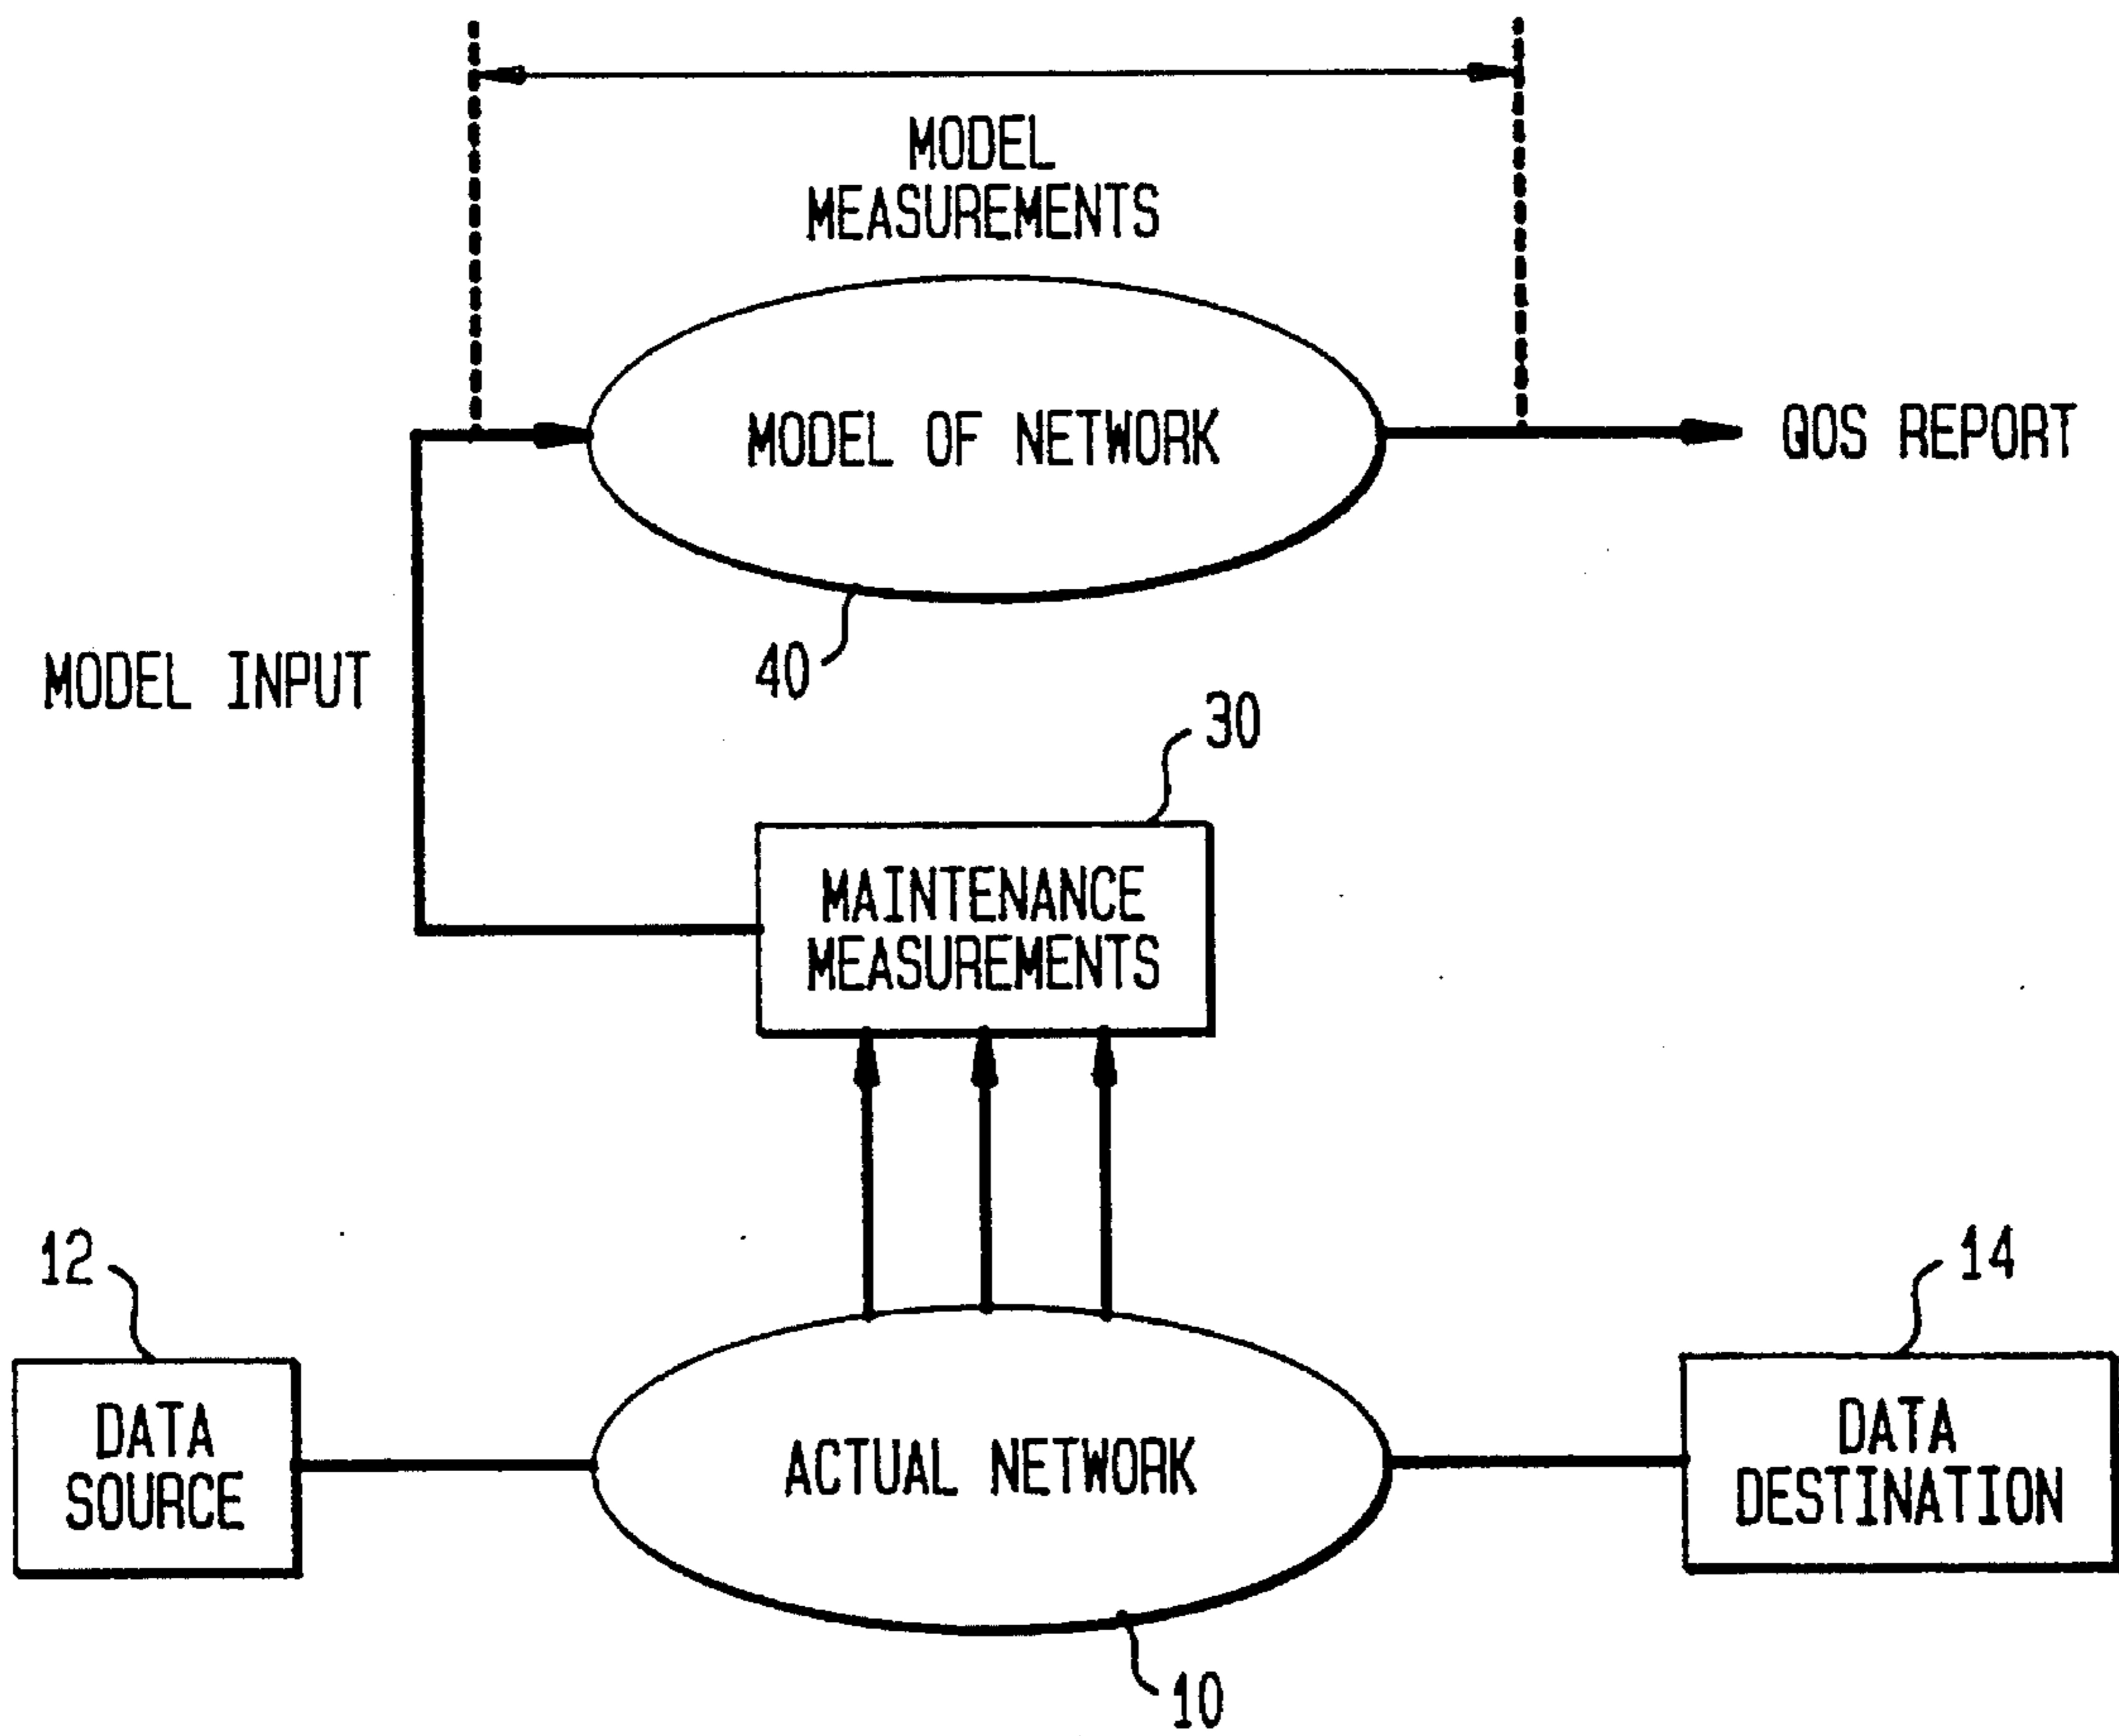 MODEL
MEASUREMENTS
MODEL OF NETWORK
QOS REPORT
40
MODEL INPUT
30
MAINTENANCE
MEASUREMENTS
12
14
DATA
SOURCE
ACTUAL NETWORK
DATA
DESTINATION
10